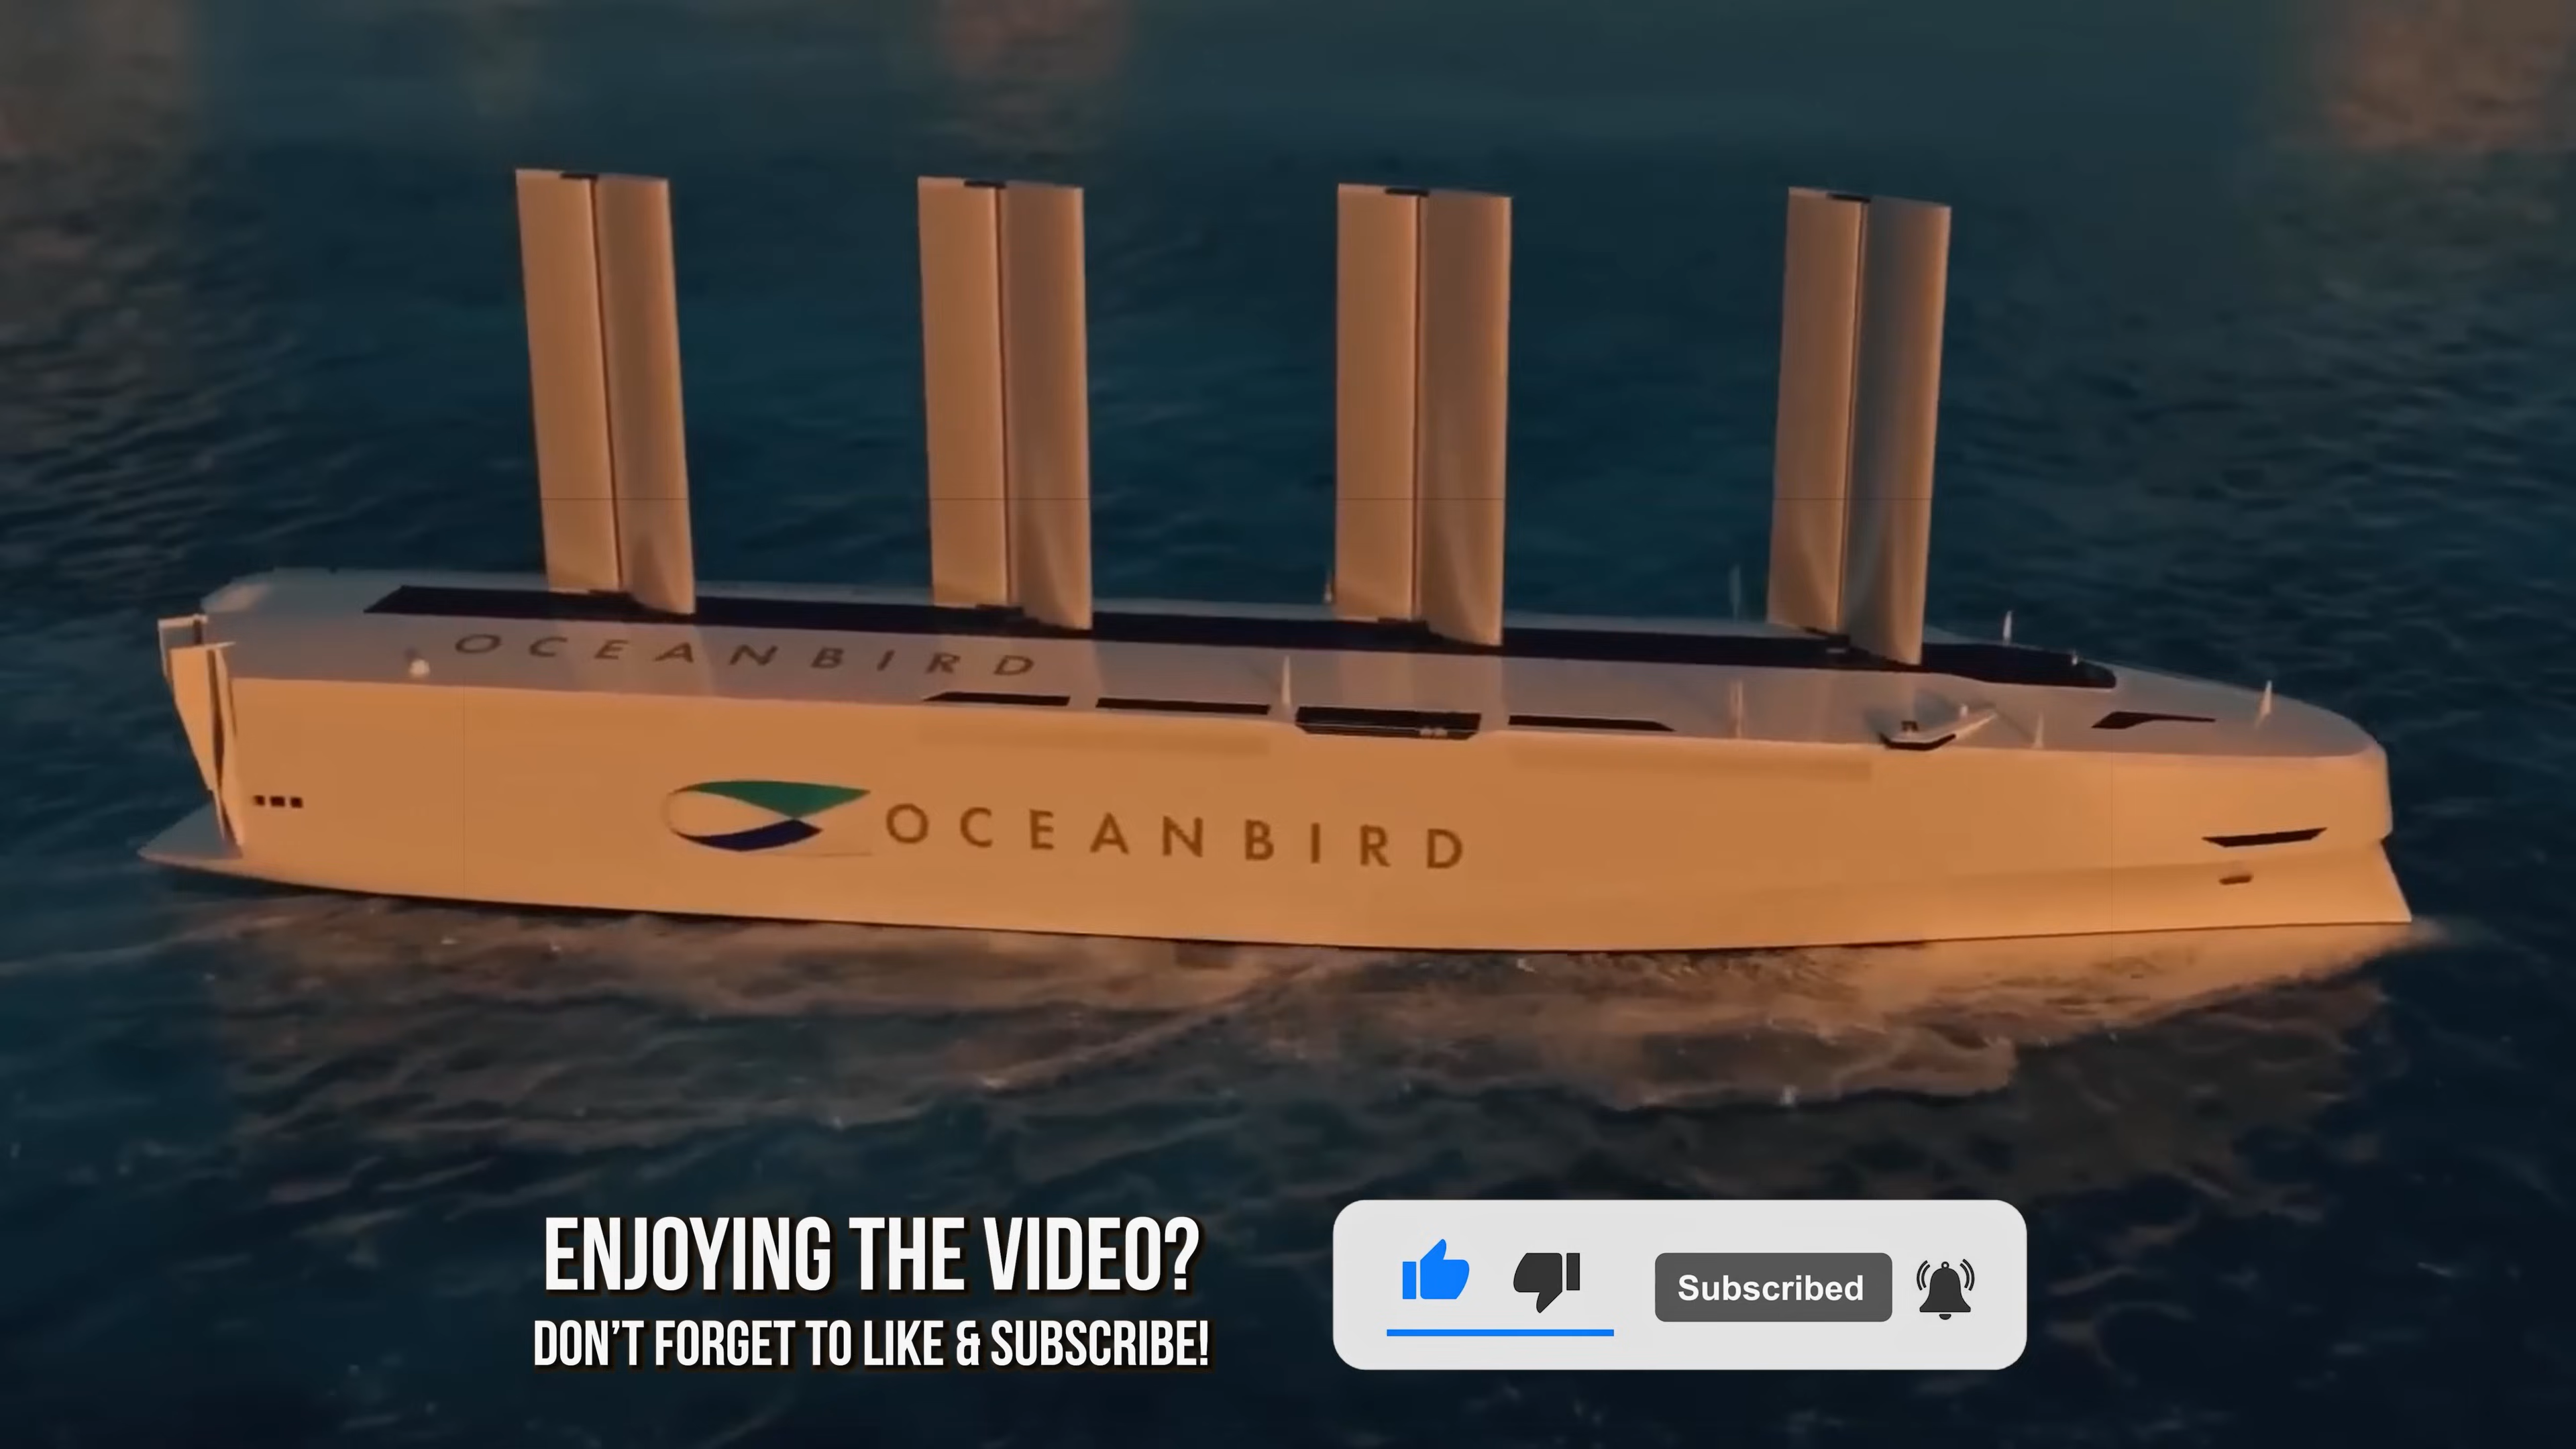 OCEANBIRD
OCEANBIRD
ENJOYING THE VIDEO?
DON'T FORGET TO LIKE & SUBSCRIBE!
Subscribed